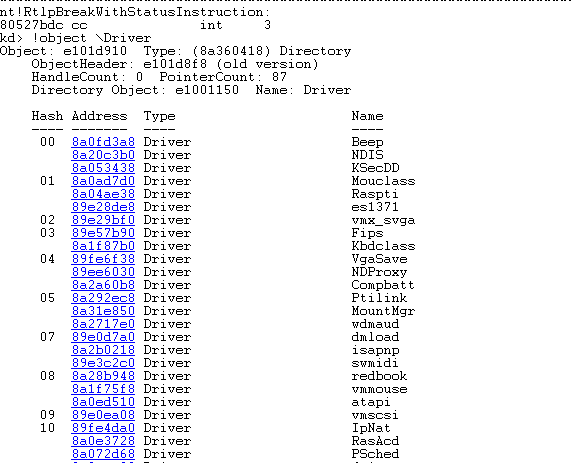 nt!RtlpBreakWithStatusInstruction:
80527bdc cc              int     3
kd> !object \Driver
Object: e101d910  Type: (8a360418) Directory
    ObjectHeader: e101d8f8 (old version)
    HandleCount: 0  PointerCount: 87
    Directory Object: e1001150  Name: Driver
    Hash Address  Type                      Name
    ---- -------  ----                      ----
     00  8a0fd3a8 Driver                    Beep
         8a20c3b0 Driver                    NDIS
         8a053438 Driver                    KSecDD
     01  8a0ad7d0 Driver                    Mouclass
         8a04ae38 Driver                    Raspti
         89e28de8 Driver                    es1371
     02  89e29bf0 Driver                    vmx_svga
     03  89e57b90 Driver                    Fips
         8a1f87b0 Driver                    Kbdclass
     04  89fe6f38 Driver                    VgaSave
         89ee6030 Driver                    NDProxy
         8a2a60b8 Driver                    Compbatt
     05  8a292ec8 Driver                    Ptilink
         8a31e850 Driver                    MountMgr
         8a2717e0 Driver                    wdmaud
     07  89e0d7a0 Driver                    dmload
         8a2b0218 Driver                    isapnp
         89e3c2c0 Driver                    swmidi
     08  8a28b948 Driver                    redbook
         8a1f75f8 Driver                    vmmouse
         8a0ed510 Driver                    atapi
     09  89e0ea08 Driver                    vmscsi
     10  89fe4da0 Driver                    IpNat
         8a0e3728 Driver                    RasAcd
         8a072d68 Driver                    PSched